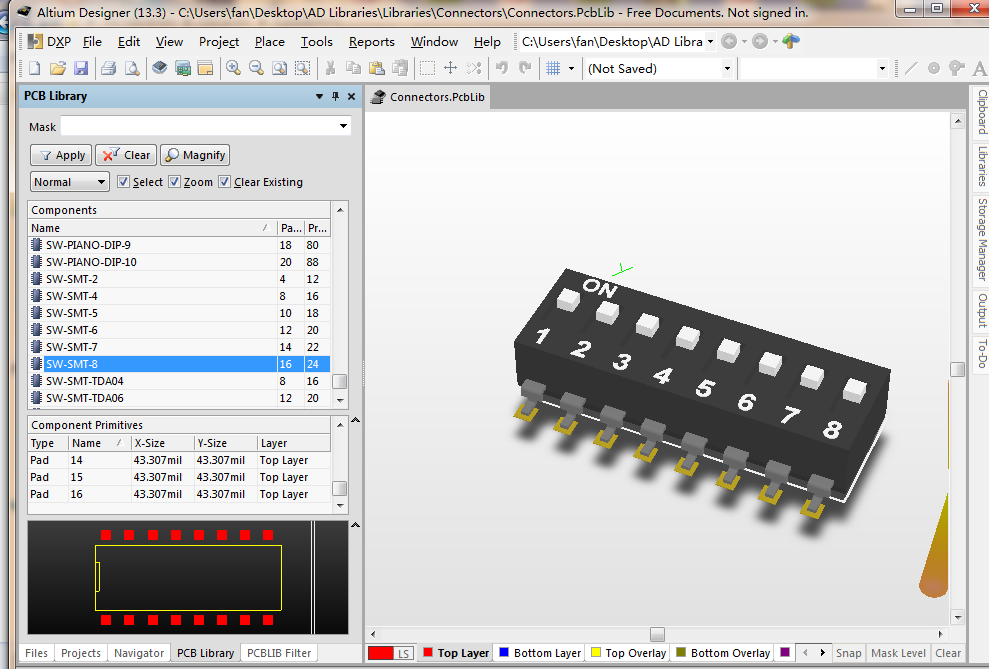 Altium Designer (13.3) - C:\Users\fan\Desktop\AD Libraries\Libraries\Connectors\Connectors.PcbLib - Free Documents. Not signed in.
DXP File Edit View Project Place Tools Reports Window Help C:\Users\fan\Desktop\AD Libra
(Not Saved)
PCB Library
Connectors.PcbLib
Mask
Apply Clear Magnify
Normal Select Zoom Clear Existing
Components
Name Pa... Pr...
SW-PIANO-DIP-9 18 80
SW-PIANO-DIP-10 20 88
SW-SMT-2 4 12
SW-SMT-4 8 16
SW-SMT-5 10 18
SW-SMT-6 12 20
SW-SMT-7 14 22
SW-SMT-8 16 24
SW-SMT-TDA04 8 16
SW-SMT-TDA06 12 20
Component Primitives
Type Name X-Size Y-Size Layer
Pad 14 43.307mil 43.307mil Top Layer
Pad 15 43.307mil 43.307mil Top Layer
Pad 16 43.307mil 43.307mil Top Layer
ON
1 2 3 4 5 6 7 8
Clipboard
Libraries
Storage Manager
Output
To-Do
Files Projects Navigator PCB Library PCBLIB Filter
LS Top Layer Bottom Layer Top Overlay Bottom Overlay Snap Mask Level Clear